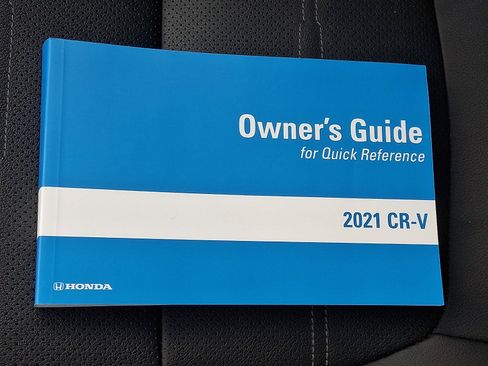 Owner's Guide
for Quick Reference
2021 CR-V
HONDA